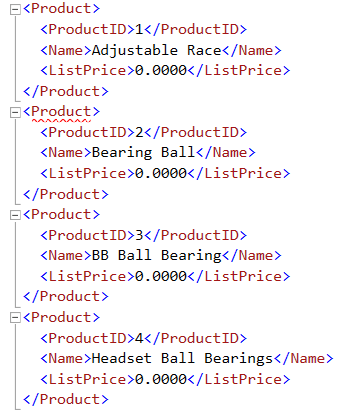 <Product>
<ProductID>1</ProductID>
<Name>Adjustable Race</Name>
<ListPrice>0.0000</ListPrice>
</Product>
<Product>
<ProductID>2</ProductID>
<Name>Bearing Ball</Name>
<ListPrice>0.0000</ListPrice>
</Product>
<Product>
<ProductID>3</ProductID>
<Name>BB Ball Bearing</Name>
<ListPrice>0.0000</ListPrice>
</Product>
<Product>
<ProductID>4</ProductID>
<Name>Headset Ball Bearings</Name>
<ListPrice>0.0000</ListPrice>
</Product>